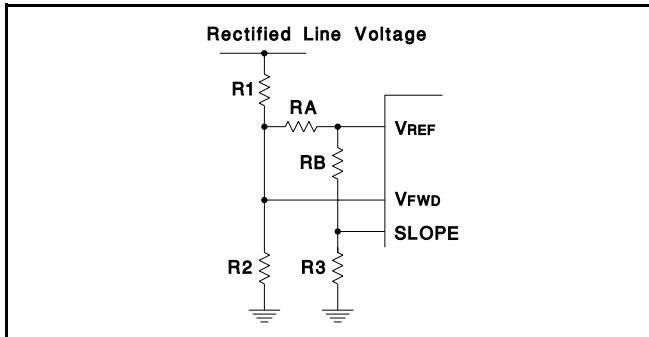 Rectified Line Voltage
R1
RA
VREF
RB
VFWD
SLOPE
R2
R3